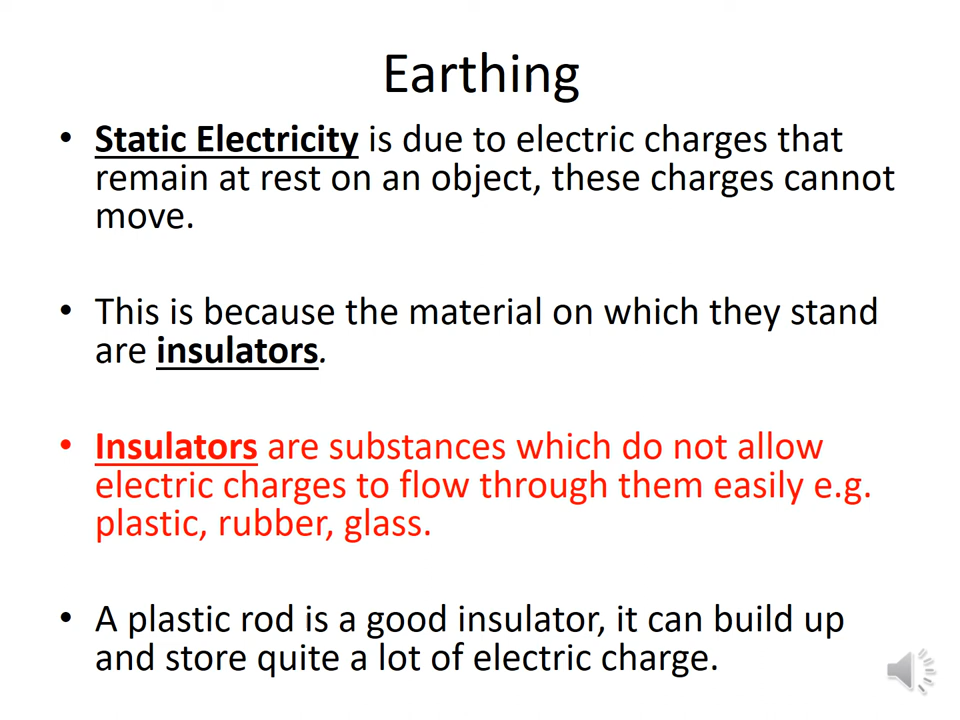 Earthing
• Static Electricity is due to electric charges that
remain at rest on an object, these charges cannot
move.
• This is because the material on which they stand
are insulators.
• Insulators are substances which do not allow
electric charges to flow through them easily e.g.
plastic, rubber, glass.
• A plastic rod is a good insulator, it can build up
and store quite a lot of electric charge.